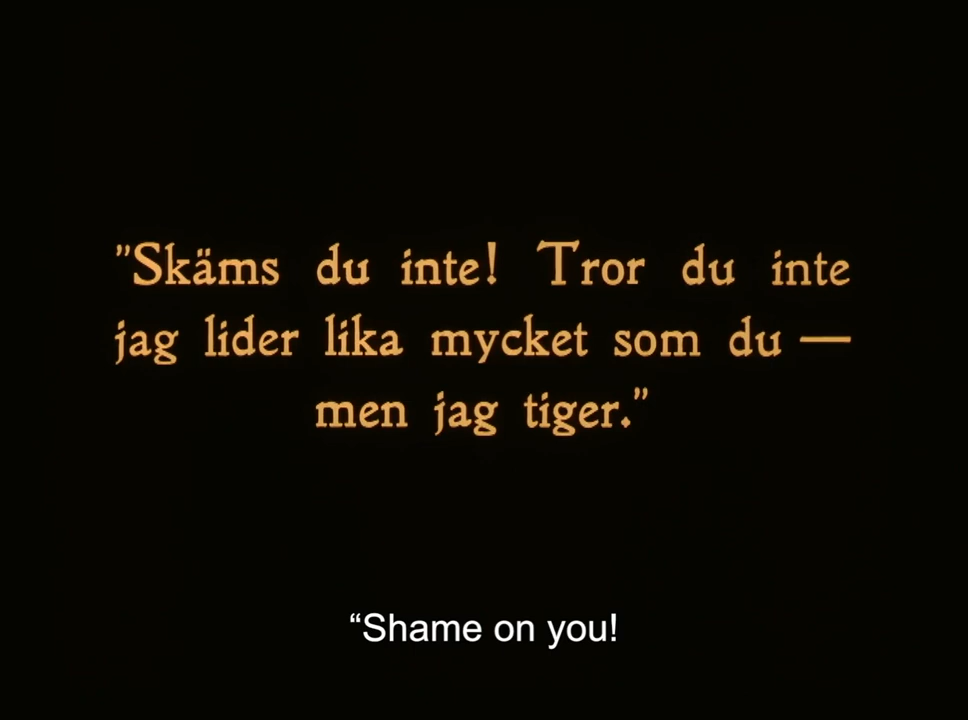 "Skäms du inte! Tror du inte
jag lider lika mycket som du —
men jag tiger."
“Shame on you!